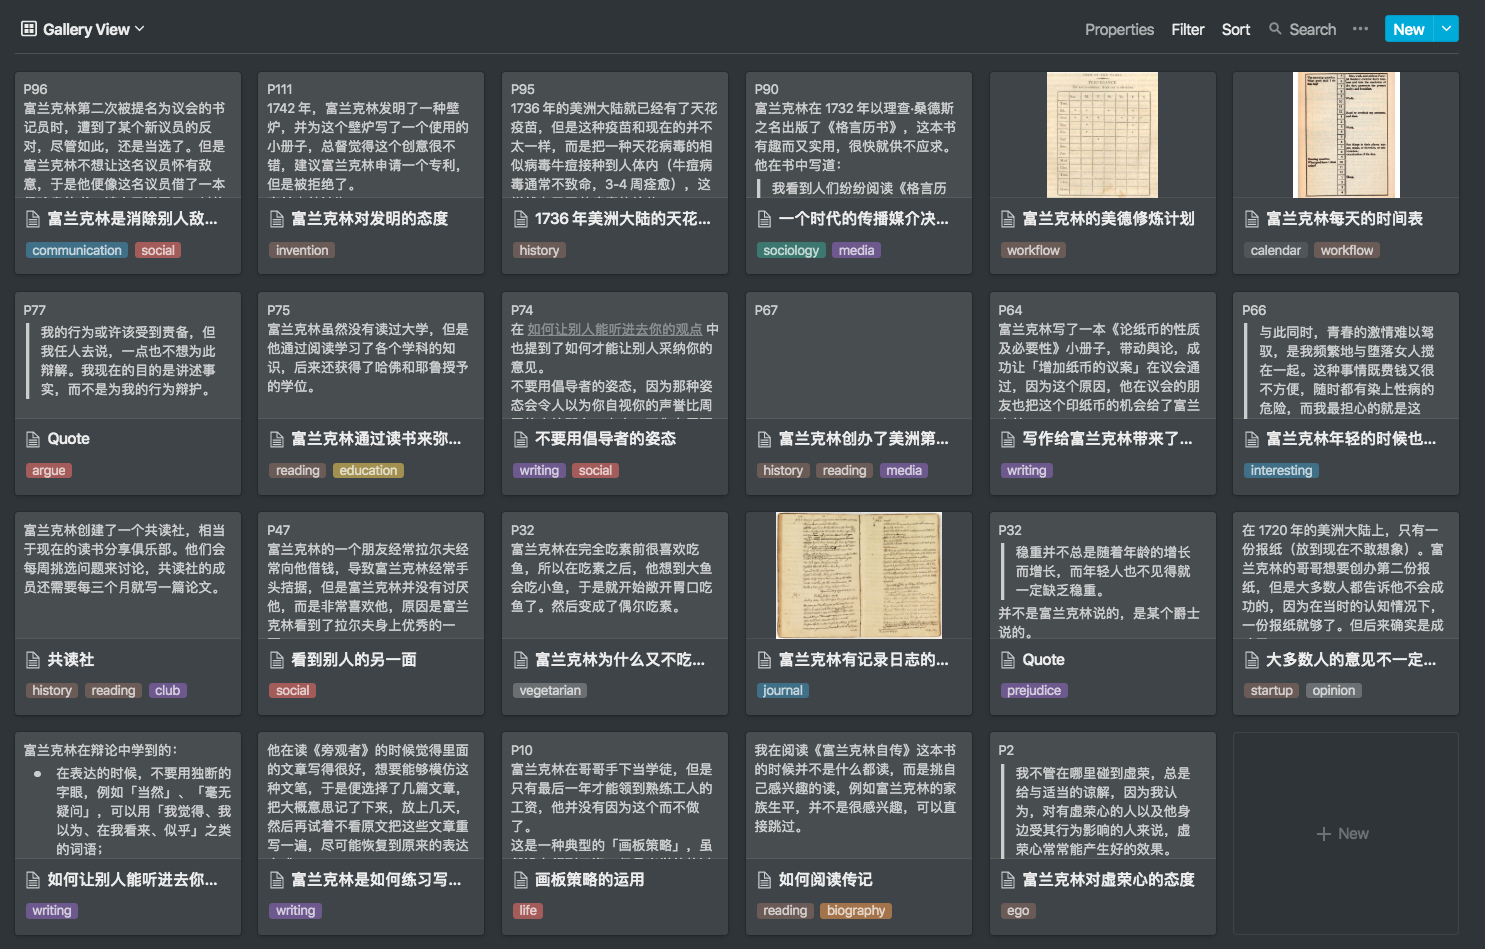 Gallery View
Properties
Filter
Sort
Search
New
P96
富兰克林第二次被提名为议会的书
记员时，遭到了某个新议员的反
对，尽管如此，还是当选了。但是
富兰克林不想让这名议员怀有敌
意，于是他便像这名议员借了一本
富兰克林是消除别人敌...
communication
social
P111
1742 年，富兰克林发明了一种壁
炉，并为这个壁炉写了一个使用的
小册子，总督觉得这个创意很不
错，建议富兰克林申请一个专利，
但是被拒绝了。
富兰克林对发明的态度
invention
P95
1736 年的美洲大陆就已经有了天花
疫苗，但是这种疫苗和现在的并不
太一样，而是把一种天花病毒的相
似病毒牛痘接种到人体内（牛痘病
毒通常不致命，3-4 周痊愈），这
1736 年美洲大陆的天花...
history
P90
富兰克林在 1732 年以理查·桑德斯
之名出版了《格言历书》，这本书
有趣而又实用，很快就供不应求。
他在书中写道：
我看到人们纷纷阅读《格言历
一个时代的传播媒介决...
sociology
media
富兰克林的美德修炼计划
workflow
富兰克林每天的时间表
calendar
workflow
P77
我的行为或许该受到责备，但
我任人去说，一点也不想为此
辩解。我现在的目的是讲述事
实，而不是为我的行为辩护。
Quote
argue
P75
富兰克林虽然没有读过大学，但是
他通过阅读学习了各个学科的知
识，后来还获得了哈佛和耶鲁授予
的学位。
富兰克林通过读书来弥...
reading
education
P74
在 如何让别人能听进去你的观点 中
也提到了如何才能让别人采纳你的
意见。
不要用倡导者的姿态，因为那种姿
态会令人以为你自视你的声誉比周
不要用倡导者的姿态
writing
social
P67
富兰克林创办了美洲第...
history
reading
media
P64
富兰克林写了一本《论纸币的性质
及必要性》小册子，带动舆论，成
功让「增加纸币的议案」在议会通
过，因为这个原因，他在议会的朋
友也把这个印纸币的机会给了富兰
写作给富兰克林带来了...
writing
P66
与此同时，青春的激情难以驾
驭，是我频繁地与堕落女人搅
在一起。这种事情既费钱又很
不方便，随时都有染上性病的
危险，而我最担心的就是这
富兰克林年轻的时候也...
interesting
富兰克林创建了一个共读社，相当
于现在的读书分享俱乐部。他们会
每周挑选问题来讨论，共读社的成
员还需要每三个月就写一篇论文。
共读社
history
reading
club
P47
富兰克林的一个朋友经常拉尔夫经
常向他借钱，导致富兰克林经常手
头拮据，但是富兰克林并没有讨厌
他，而是非常喜欢他，原因是富兰
克林看到了拉尔夫身上优秀的一
看到别人的另一面
social
P32
富兰克林在完全吃素前很喜欢吃
鱼，所以在吃素之后，他想到大鱼
会吃小鱼，于是就开始敞开胃口吃
鱼了。然后变成了偶尔吃素。
富兰克林为什么又不吃...
vegetarian
富兰克林有记录日志的...
journal
P32
稳重并不总是随着年龄的增长
而增长，而年轻人也不见得就
一定缺乏稳重。
并不是富兰克林说的，是某个爵士
说的。
Quote
prejudice
在 1720 年的美洲大陆上，只有一
份报纸（放到现在不敢想象）。富
兰克林的哥哥想要创办第二份报
纸，但是大多数人都告诉他不会成
功的，因为在当时的认知情况下，
一份报纸就够了。但后来确实是成
大多数人的意见不一定...
startup
opinion
富兰克林在辩论中学到的：
在表达的时候，不要用独断的
字眼，例如「当然」、「毫无
疑问」，可以用「我觉得、我
以为、在我看来、似乎」之类
的词语；
如何让别人能听进去你...
writing
他在读《旁观者》的时候觉得里面
的文章写得很好，想要能够模仿这
种文笔，于是便选择了几篇文章，
把大概意思记了下来，放上几天，
然后再试着不看原文把这些文章重
写一遍，尽可能恢复到原来的表达
富兰克林是如何练习写...
writing
P10
富兰克林在哥哥手下当学徒，但是
只有最后一年才能领到熟练工人的
工资，他并没有因为这个而不做
了。
这是一种典型的「画板策略」，虽
画板策略的运用
life
我在阅读《富兰克林自传》这本书
的时候并不是什么都读，而是挑自
己感兴趣的读，例如富兰克林的家
族生平，并不是很感兴趣，可以直
接跳过。
如何阅读传记
reading
biography
P2
我不管在哪里碰到虚荣，总是
给与适当的谅解，因为我认
为，对有虚荣心的人以及他身
边受其行为影响的人来说，虚
荣心常常能产生好的效果。
富兰克林对虚荣心的态度
ego
New